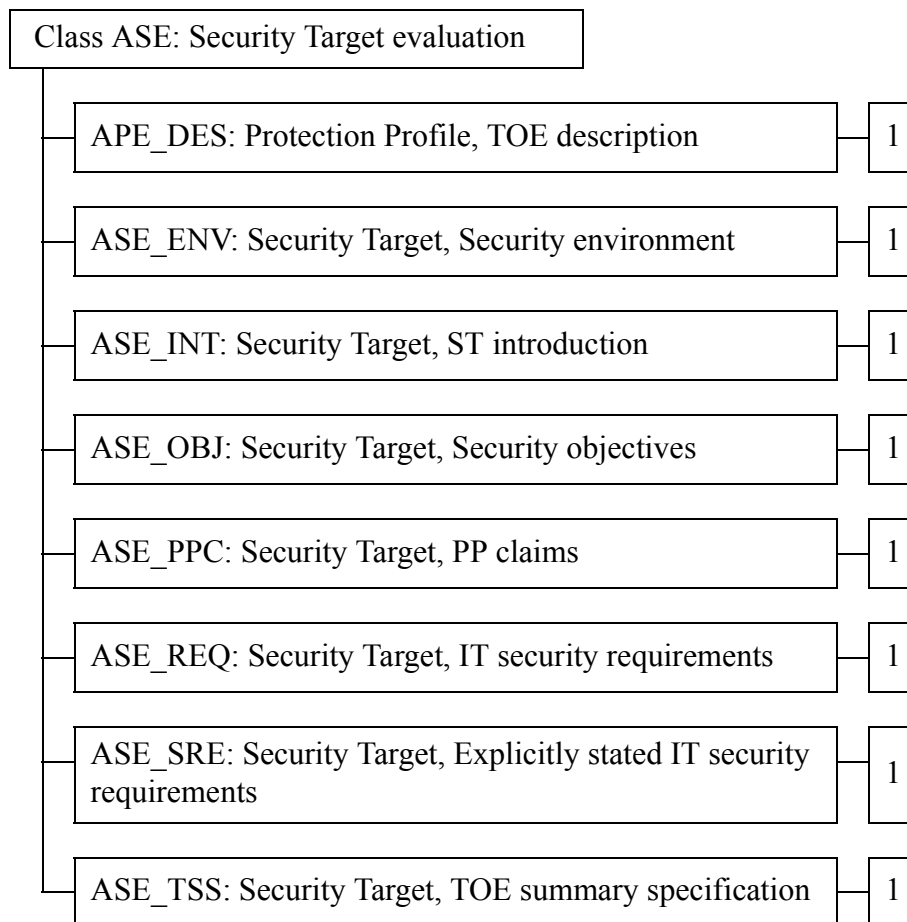 Class ASE: Security Target evaluation
APE_DES: Protection Profile, TOE description 1
ASE_ENV: Security Target, Security environment 1
ASE_INT: Security Target, ST introduction 1
ASE_OBJ: Security Target, Security objectives 1
ASE_PPC: Security Target, PP claims 1
ASE_REQ: Security Target, IT security requirements 1
ASE_SRE: Security Target, Explicitly stated IT security
requirements 1
ASE_TSS: Security Target, TOE summary specification 1